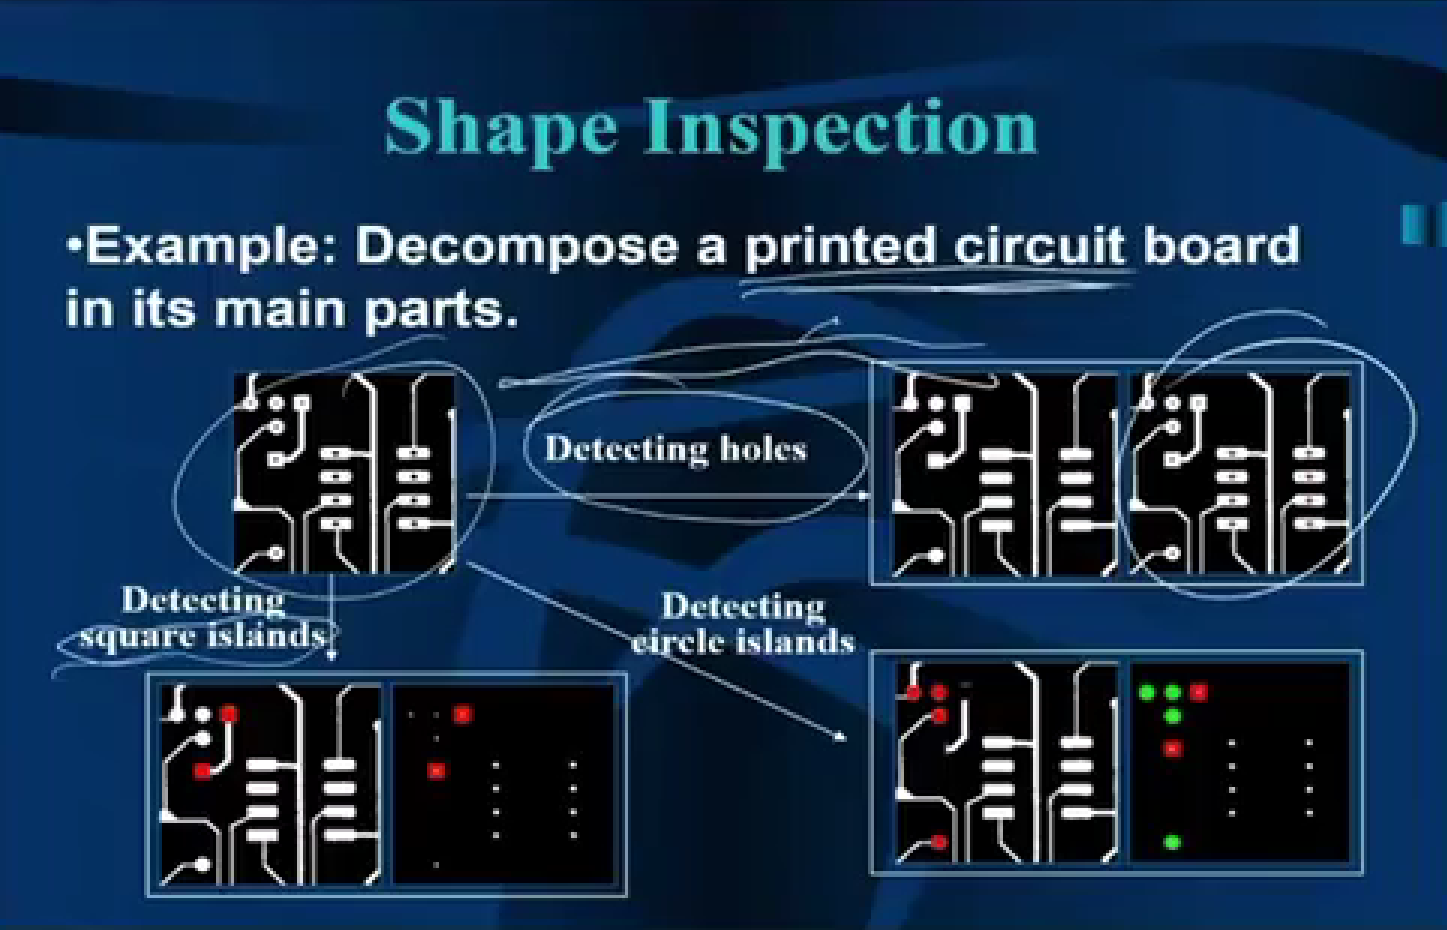 Shape Inspection
•Example: Decompose a printed circuit board
in its main parts.
Detecting holes
Detecting
square islands
Detecting
circle islands